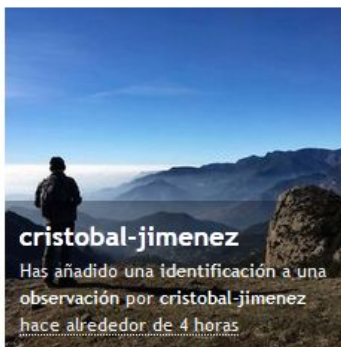 cristobal-jimenez
Has añadido una identificación a una
observación por cristobal-jimenez
hace alrededor de 4 horas